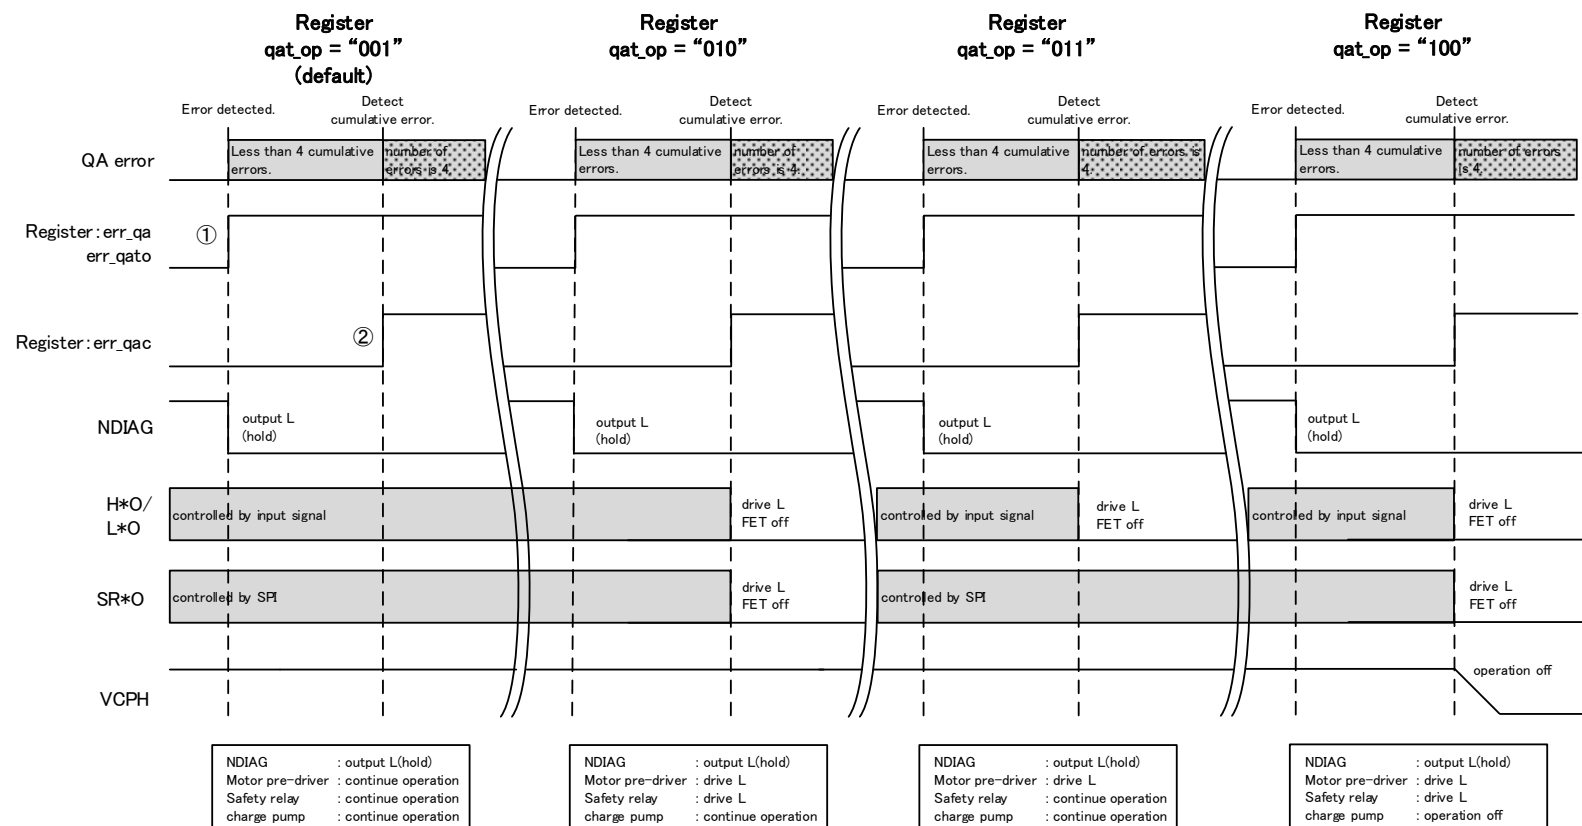 Register
qat_op = “001”
(default)
Register
qat_op = “010”
Register
qat_op = “011”
Register
qat_op = “100”
Error detected.
Detect
cumulative error.
Error detected.
Detect
cumulative error.
Error detected.
Detect
cumulative error.
Error detected.
Detect
cumulative error.
QA error
Less than 4 cumulative
errors.
number of
errors is 4.
Less than 4 cumulative
errors.
number of
errors is 4.
Less than 4 cumulative
errors.
number of errors is
4.
Less than 4 cumulative
errors.
number of errors
is 4.
Register:err_qa
err_qato
①
Register:err_qac
②
NDIAG
output L
(hold)
output L
(hold)
output L
(hold)
output L
(hold)
H*O/
L*O
controlled by input signal
drive L
FET off
controlled by input signal
drive L
FET off
controlled by input signal
drive L
FET off
SR*O
controlled by SPI
drive L
FET off
controlled by SPI
drive L
FET off
VCPH
operation off
NDIAG : output L(hold)
Motor pre-driver : continue operation
Safety relay : continue operation
charge pump : continue operation
NDIAG : output L(hold)
Motor pre-driver : drive L
Safety relay : drive L
charge pump : continue operation
NDIAG : output L(hold)
Motor pre-driver : drive L
Safety relay : continue operation
charge pump : continue operation
NDIAG : output L(hold)
Motor pre-driver : drive L
Safety relay : drive L
charge pump : operation off